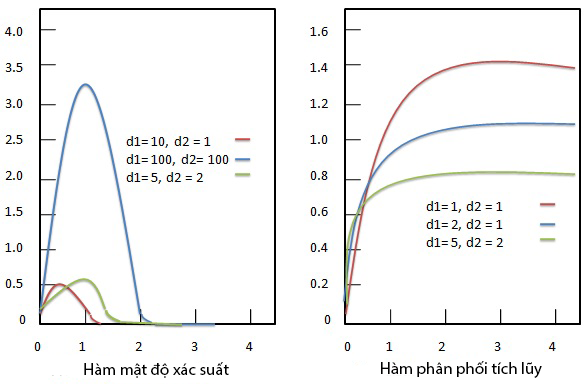 4.0
3.5
3.0
2.5
2.0
1.5
1.0
0.5
0
0 1 2 3 4
d1= 10, d2 = 1
d1=100, d2= 100
d1= 5, d2 = 2
Hàm mật độ xác suất
1.6
1.4
1.2
1.0
0.8
0.6
0.4
0.2
0
0 1 2 3 4
d1= 1, d2 = 1
d1= 2, d2 = 1
d1= 5, d2 = 2
Hàm phân phối tích lũy